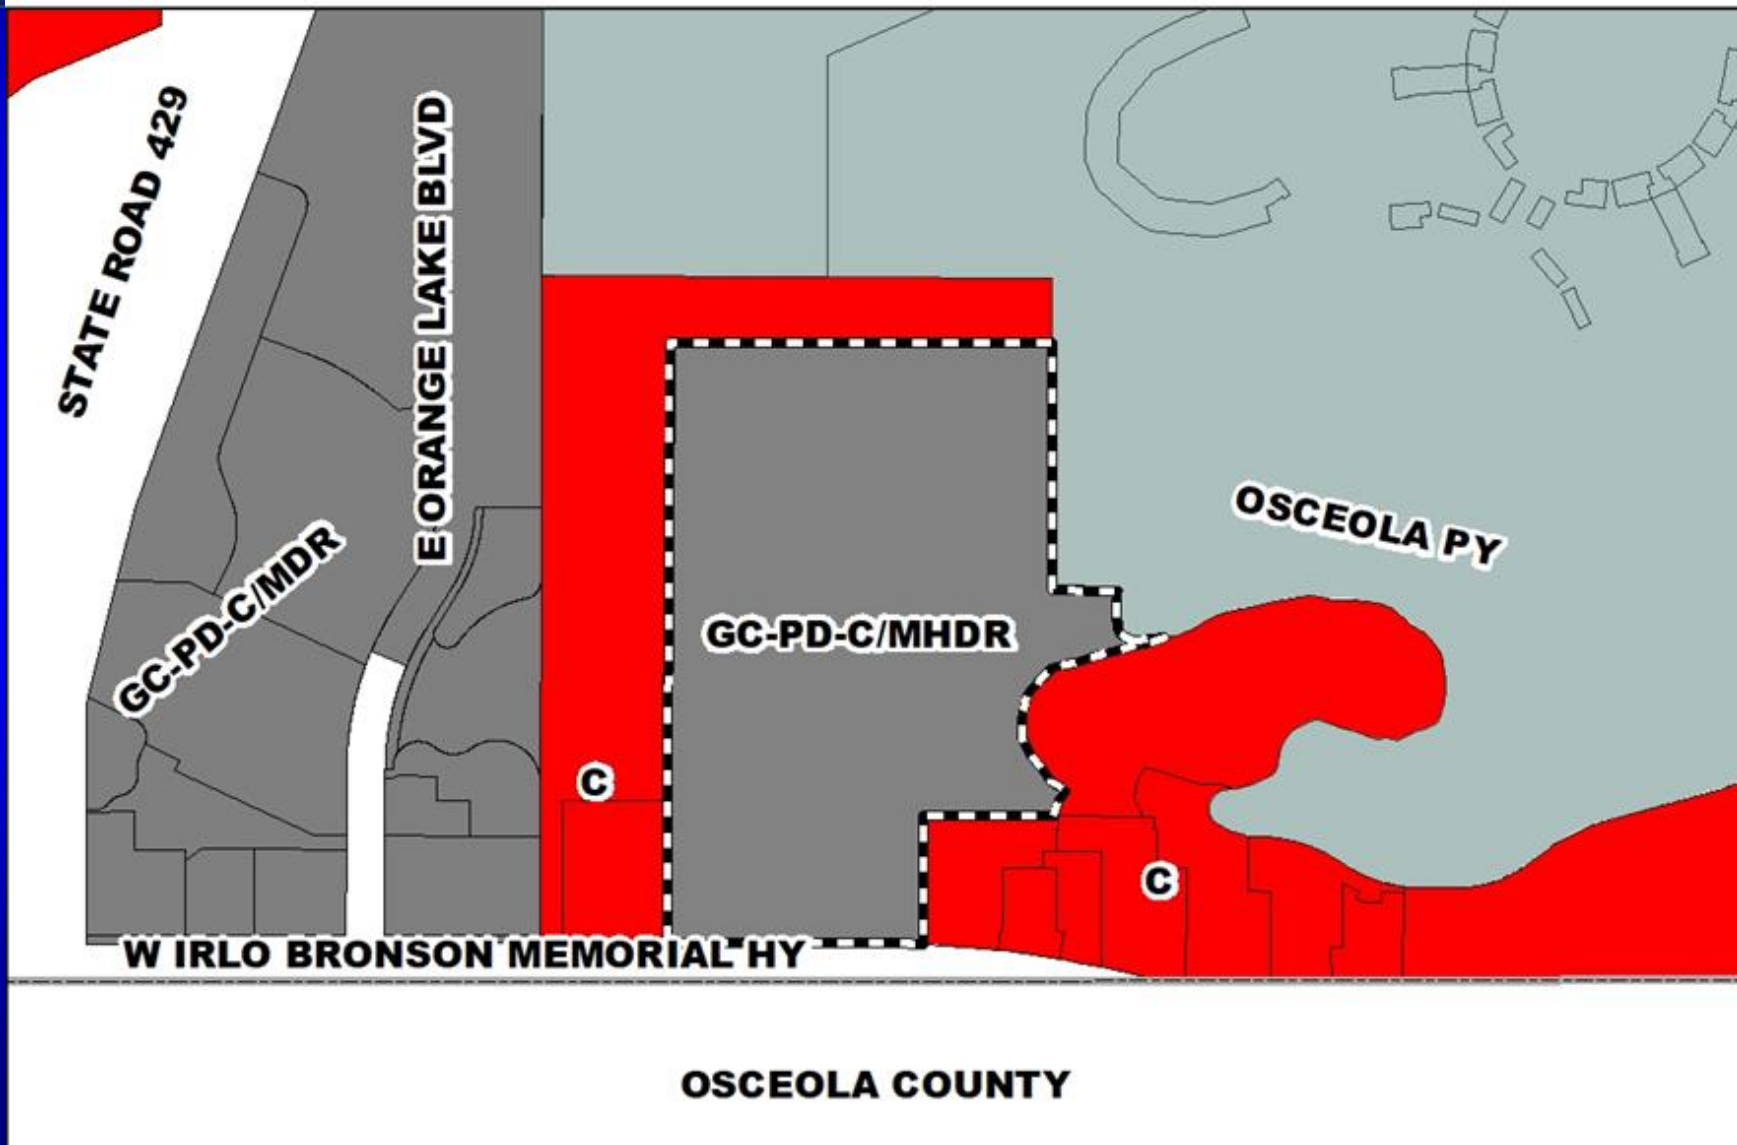 STATE ROAD 429
E ORANGE LAKE BLVD
OSCEOLA PY
GC-PD-C/MDR
GC-PD-C/MHDR
C
C
W IRLO BRONSON MEMORIAL HY
OSCEOLA COUNTY